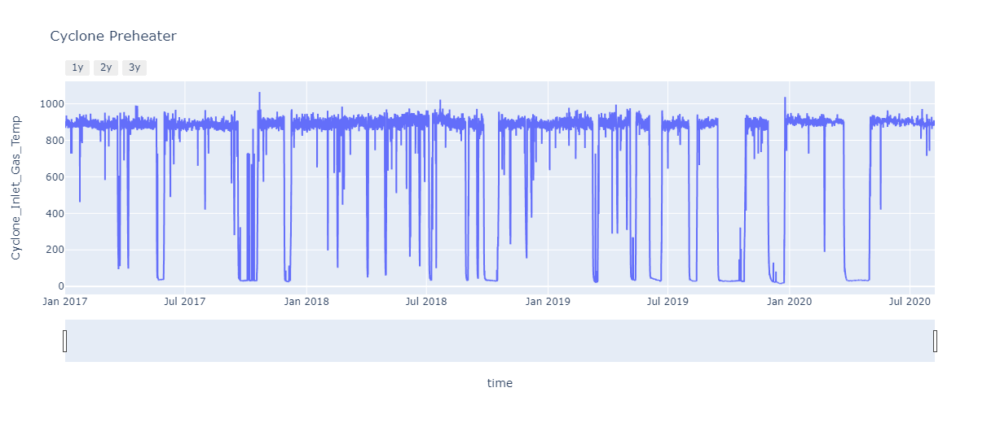 Cyclone Preheater
1y 2y 3y
Cyclone_Inlet_Gas_Temp
1000
800
600
400
200
0
Jan 2017 Jul 2017 Jan 2018 Jul 2018 Jan 2019 Jul 2019 Jan 2020 Jul 2020
time